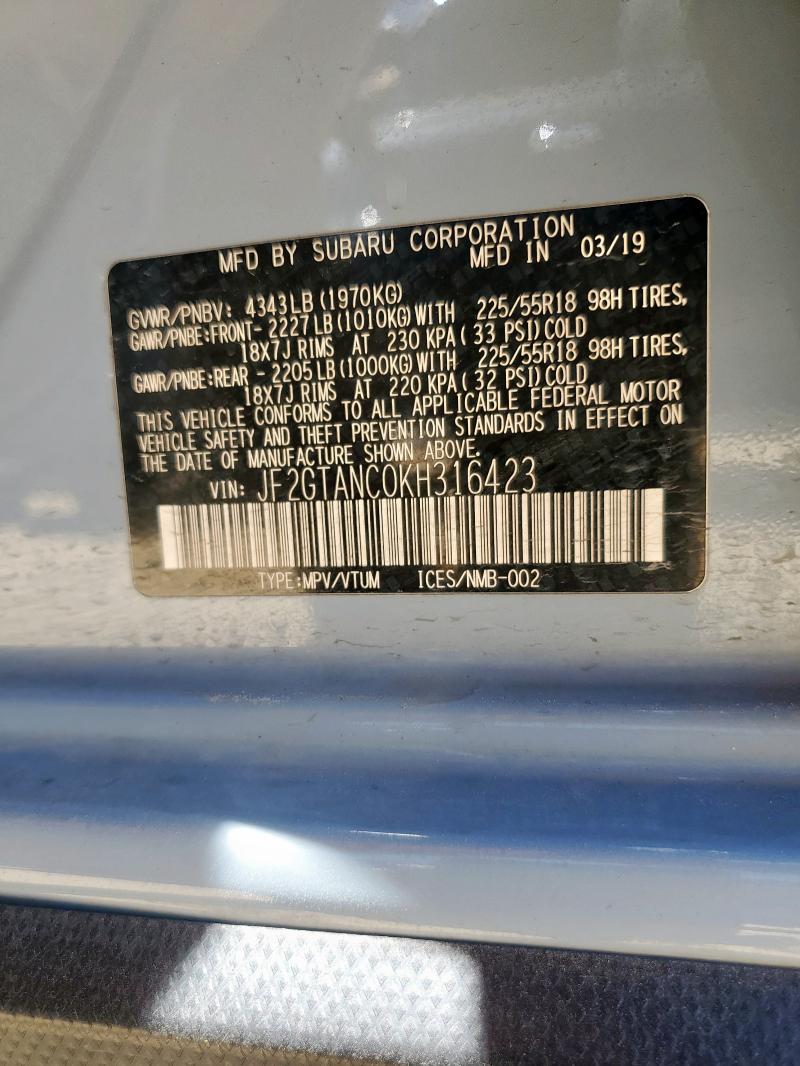 MFD BY SUBARU CORPORATION
MFD IN 03/19
GVWR/PNBV: 4343LB(1970KG)
GAWR/PNBE:FRONT-2227LB(1010KG)WITH 225/55R18 98H TIRES,
18X7J RIMS AT 230 KPA( 33 PSI)COLD
GAWR/PNBE:REAR -2205LB(1000KG)WITH 225/55R18 98H TIRES,
18X7J RIMS AT 220 KPA( 32 PSI)COLD
THIS VEHICLE CONFORMS TO ALL APPLICABLE FEDERAL MOTOR
VEHICLE SAFETY AND THEFT PREVENTION STANDARDS IN EFFECT ON
THE DATE OF MANUFACTURE SHOWN ABOVE.
VIN: JF2GTANC0KH316423
TYPE:MPV/VTUM ICES/NMB-002